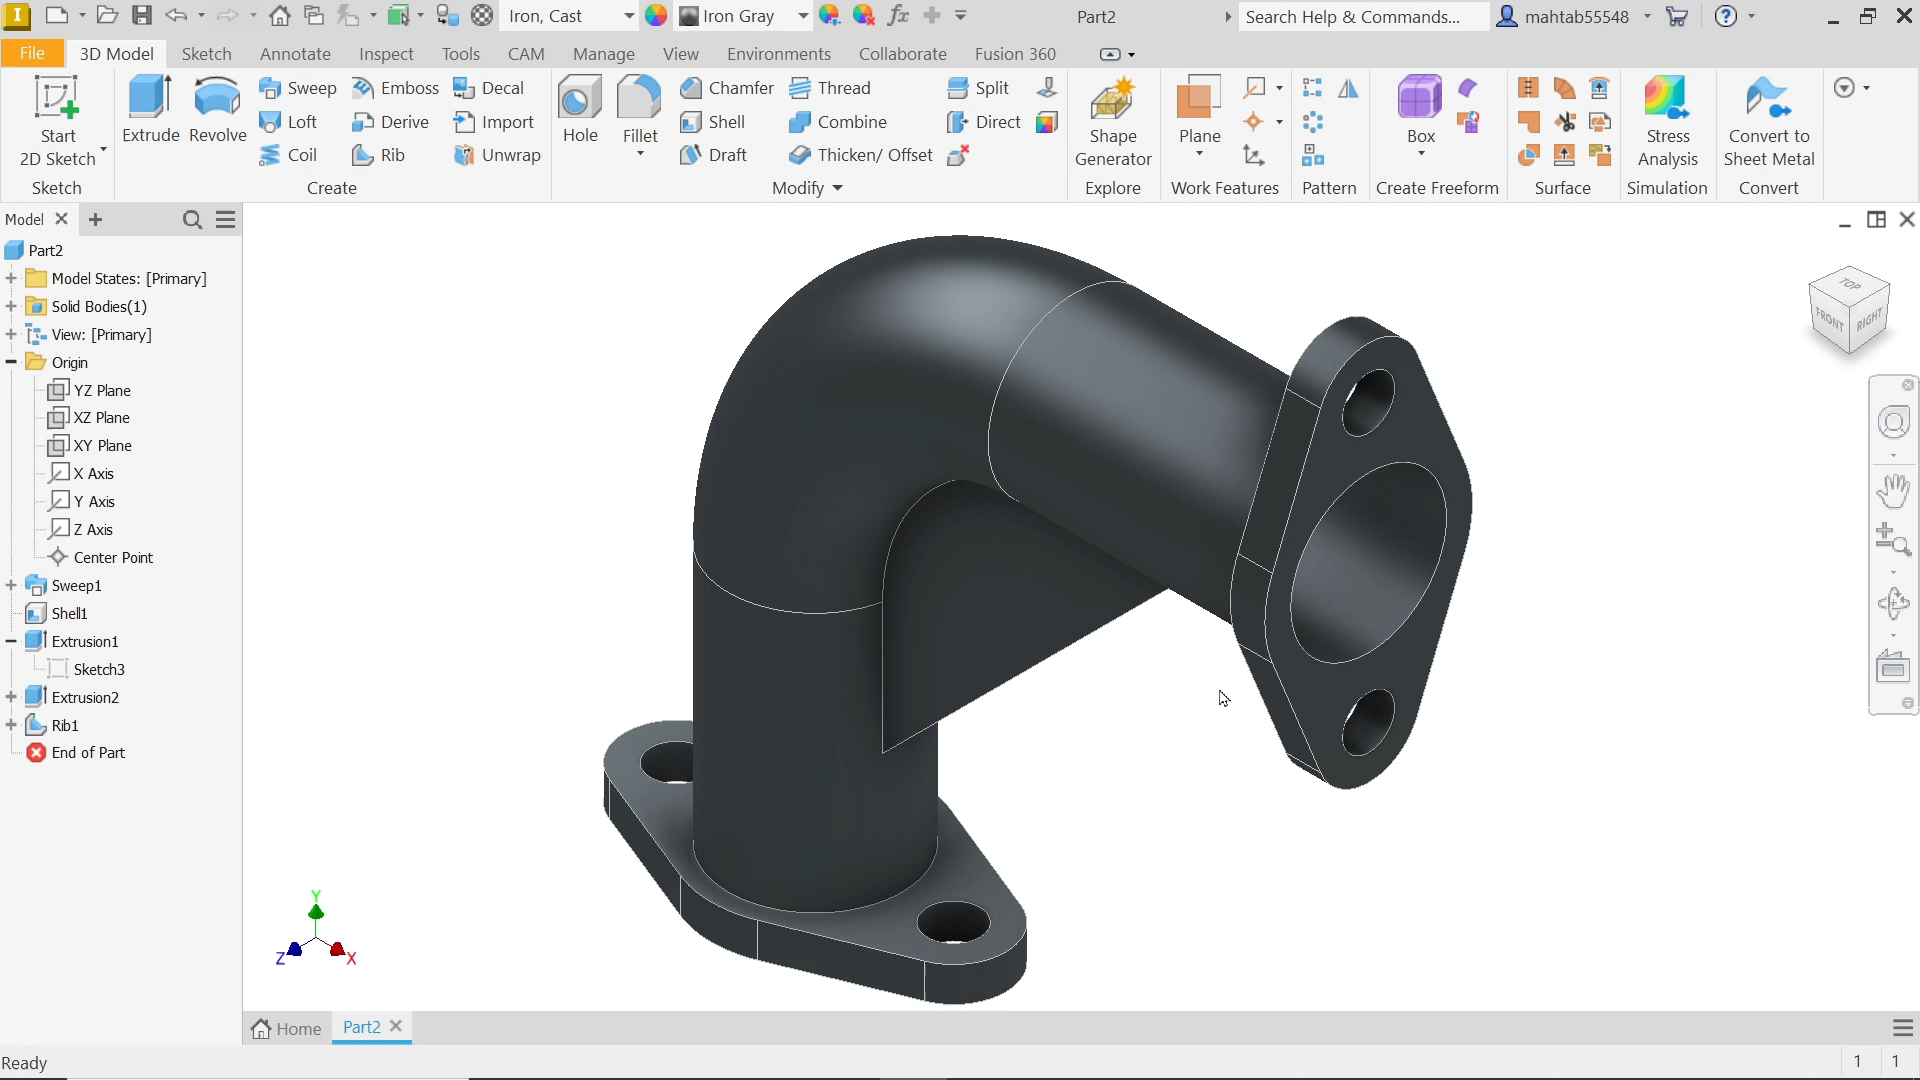 I Iron, Cast Iron Gray fx Part2 Search Help & Commands... mahtab55548 ?
File 3D Model Sketch Annotate Inspect Tools CAM Manage View Environments Collaborate Fusion 360
Start 2D Sketch
Sketch
Extrude Revolve
Sweep Emboss Decal
Loft Derive Import
Coil Rib Unwrap
Create
Hole Fillet
Chamfer Thread Split
Shell Combine Direct
Draft Thicken/ Offset
Modify
Shape Generator
Explore
Plane
Work Features
Pattern
Box
Create Freeform
Surface
Stress Analysis
Simulation
Convert to Sheet Metal
Convert
Model
Part2
Model States: [Primary]
Solid Bodies(1)
View: [Primary]
Origin
YZ Plane
XZ Plane
XY Plane
X Axis
Y Axis
Z Axis
Center Point
Sweep1
Shell1
Extrusion1
Sketch3
Extrusion2
Rib1
End of Part
TOP
FRONT RIGHT
Y
Z X
Home Part2
Ready 1 1